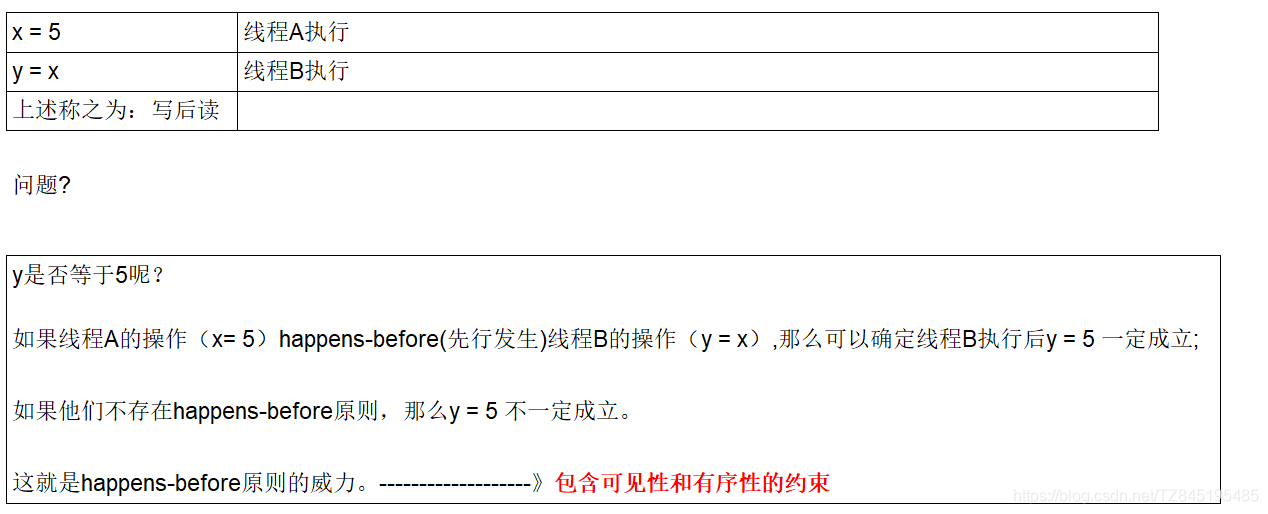 x = 5 线程A执行
y = x 线程B执行
上述称之为：写后读
问题?
y是否等于5呢？
如果线程A的操作（x= 5）happens-before(先行发生)线程B的操作（y = x）,那么可以确定线程B执行后y = 5 一定成立;
如果他们不存在happens-before原则，那么y = 5 不一定成立。
这就是happens-before原则的威力。-------------------》包含可见性和有序性的约束
https://blog.csdn.net/TZ845195485